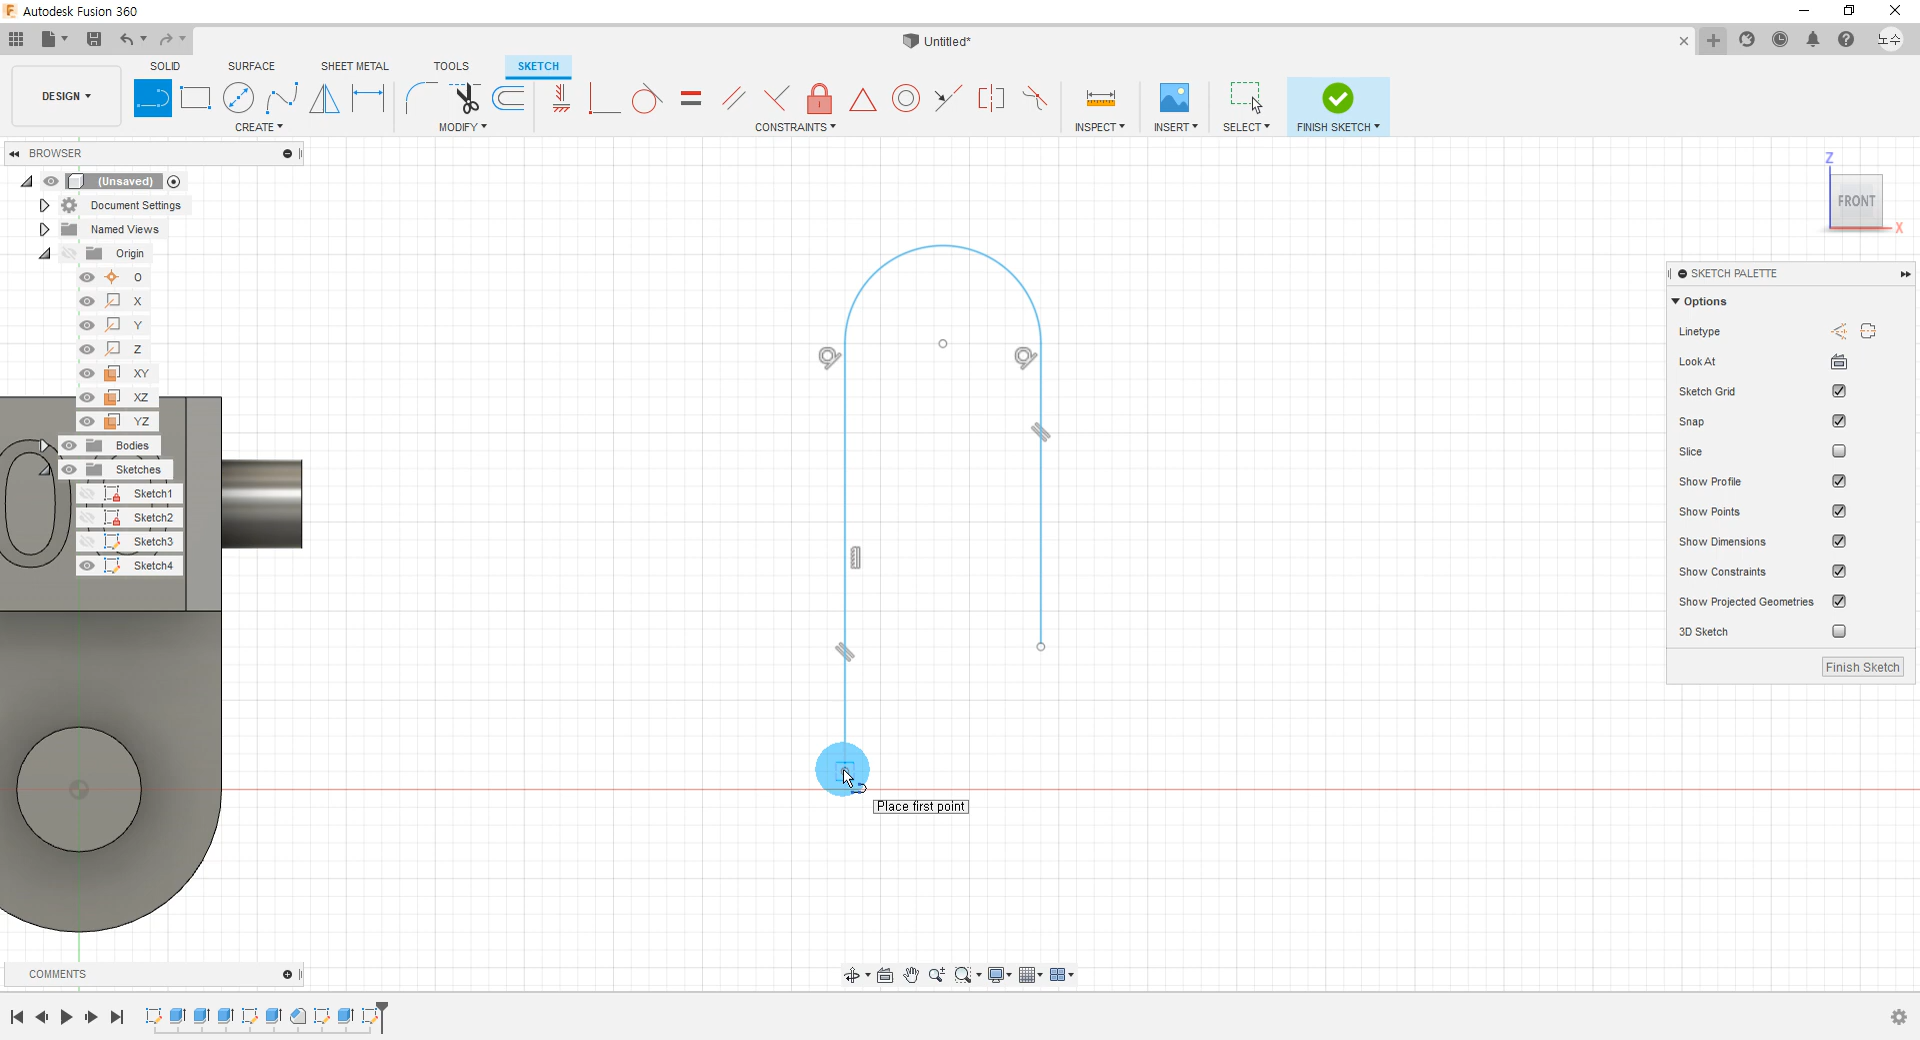 Autodesk Fusion 360
Untitled*
노수
SOLID
SURFACE
SHEET METAL
TOOLS
SKETCH
DESIGN
CREATE
MODIFY
CONSTRAINTS
INSPECT
INSERT
SELECT
FINISH SKETCH
BROWSER
(Unsaved)
Document Settings
Named Views
Origin
O
X
Y
Z
XY
XZ
YZ
Bodies
Sketches
Sketch1
Sketch2
Sketch3
Sketch4
Z
FRONT
X
SKETCH PALETTE
Options
Linetype
Look At
Sketch Grid
Snap
Slice
Show Profile
Show Points
Show Dimensions
Show Constraints
Show Projected Geometries
3D Sketch
Finish Sketch
Place first point
COMMENTS